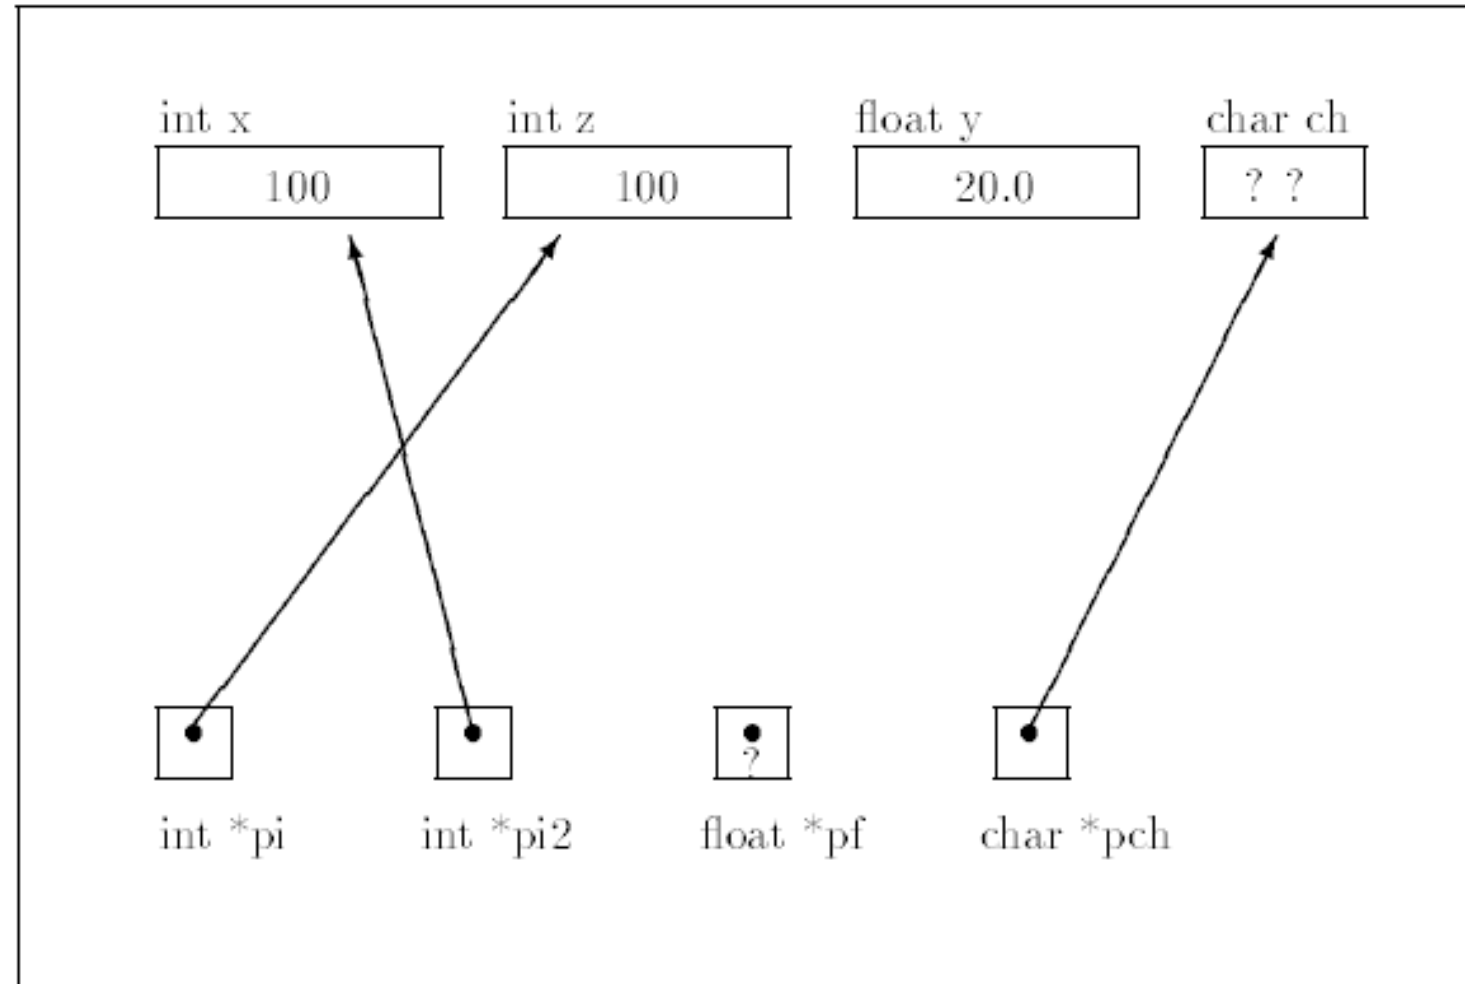 int x int z float y char ch
100 100 20.0 ? ?
?
int *pi int *pi2 float *pf char *pch